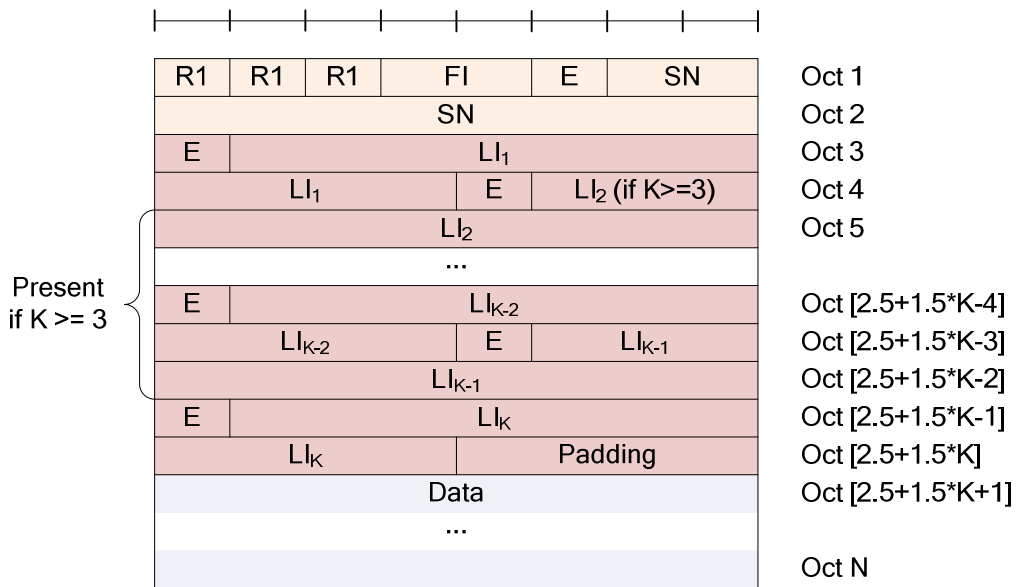 R1 R1 R1 FI E SN Oct 1
SN Oct 2
E LI1 Oct 3
LI1 E LI2 (if K>=3) Oct 4
LI2 Oct 5
...
Present
if K >= 3
E LIK-2 Oct [2.5+1.5*K-4]
LIK-2 E LIK-1 Oct [2.5+1.5*K-3]
LIK-1 Oct [2.5+1.5*K-2]
E LIK Oct [2.5+1.5*K-1]
LIK Padding Oct [2.5+1.5*K]
Data Oct [2.5+1.5*K+1]
...
Oct N